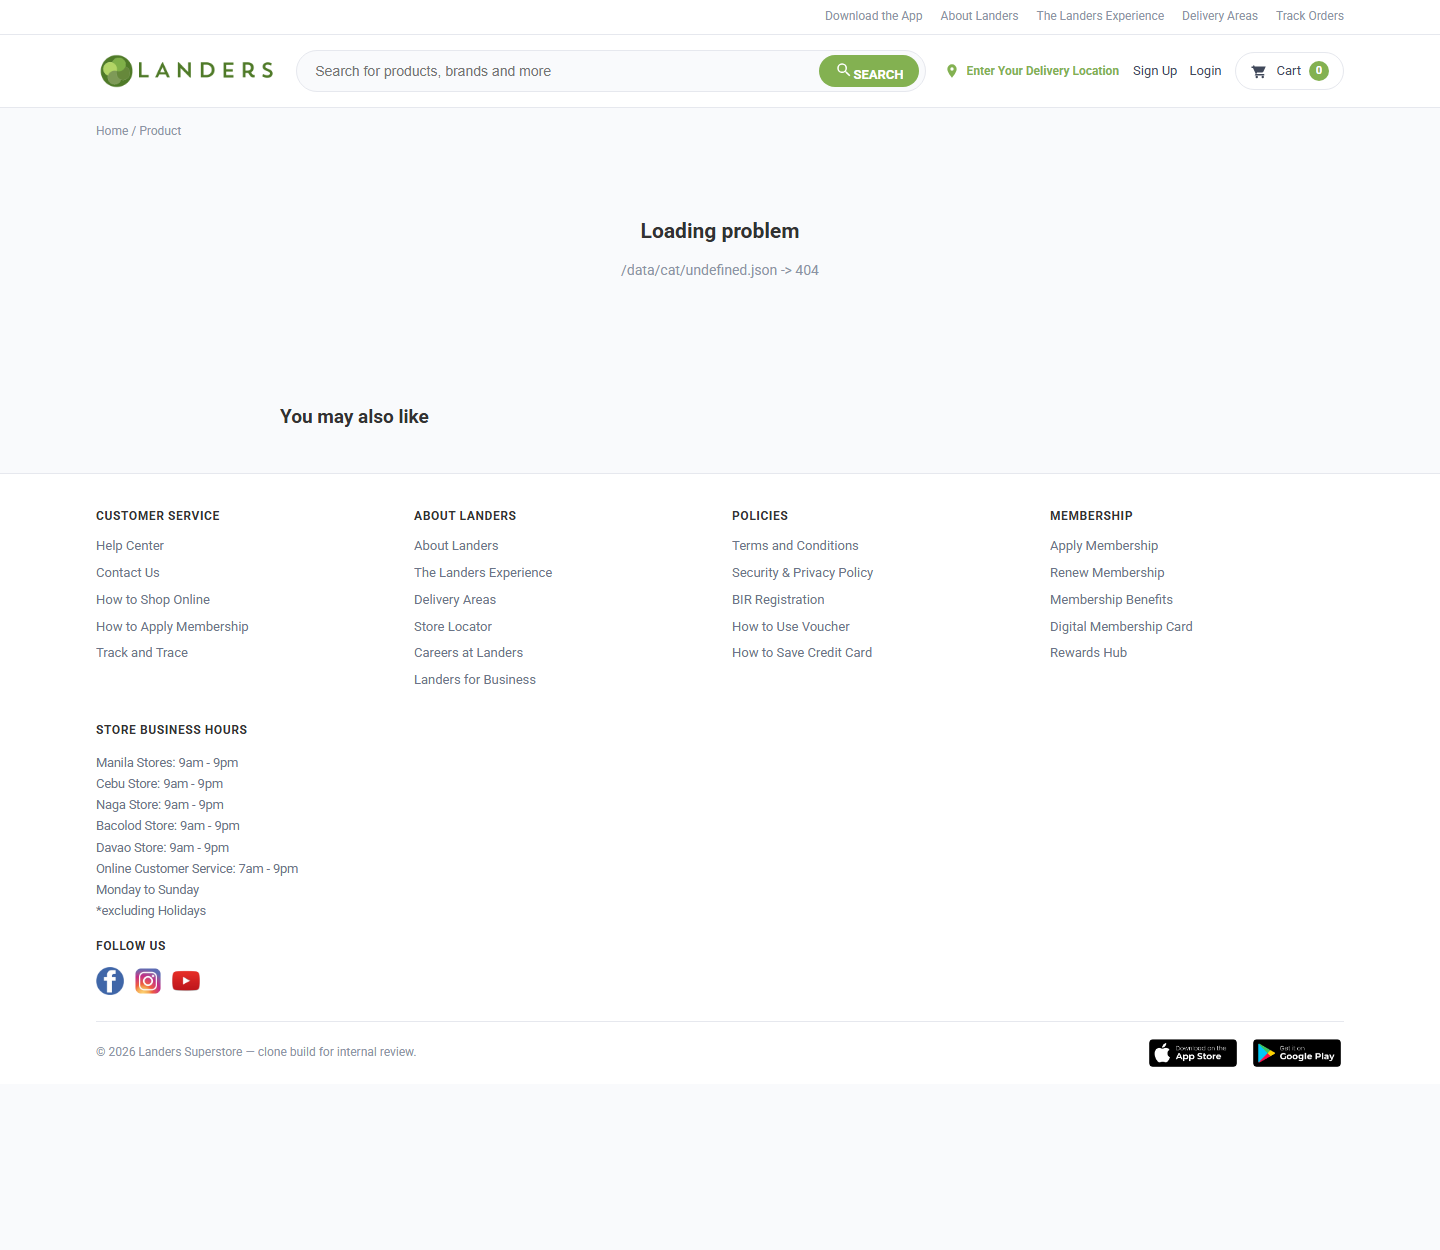 Download the App About Landers The Landers Experience Delivery Areas Track Orders
LANDERS
Search for products, brands and more
SEARCH
Enter Your Delivery Location
Sign Up Login
Cart 0
Home / Product
Loading problem
/data/cat/undefined.json -> 404
You may also like
CUSTOMER SERVICE
Help Center
Contact Us
How to Shop Online
How to Apply Membership
Track and Trace
ABOUT LANDERS
About Landers
The Landers Experience
Delivery Areas
Store Locator
Careers at Landers
Landers for Business
POLICIES
Terms and Conditions
Security & Privacy Policy
BIR Registration
How to Use Voucher
How to Save Credit Card
MEMBERSHIP
Apply Membership
Renew Membership
Membership Benefits
Digital Membership Card
Rewards Hub
STORE BUSINESS HOURS
Manila Stores: 9am - 9pm
Cebu Store: 9am - 9pm
Naga Store: 9am - 9pm
Bacolod Store: 9am - 9pm
Davao Store: 9am - 9pm
Online Customer Service: 7am - 9pm
Monday to Sunday
*excluding Holidays
FOLLOW US
© 2026 Landers Superstore — clone build for internal review.
Download on the
App Store
Get it on
Google Play